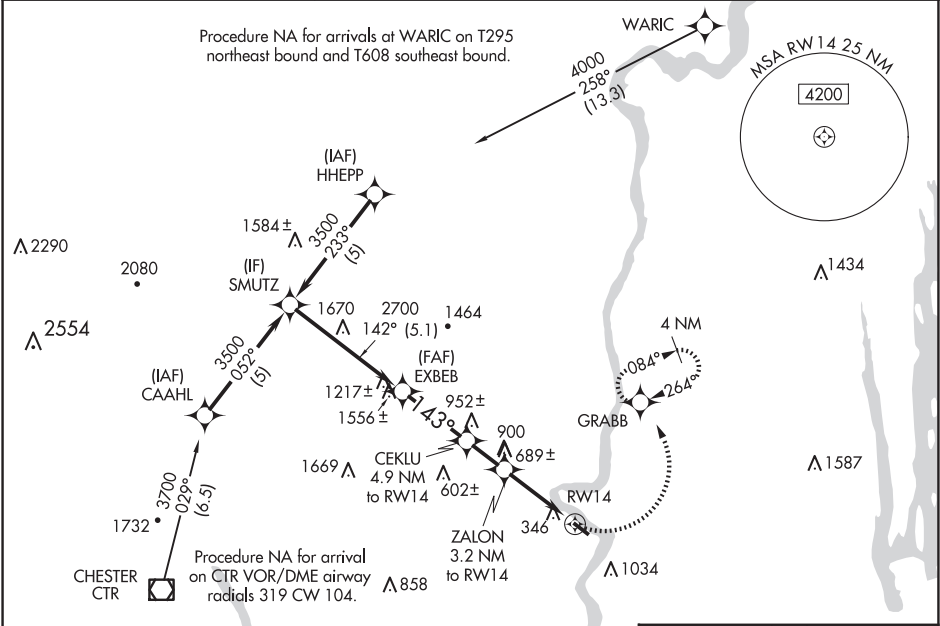 Procedure NA for arrivals at WARIC on T295
northeast bound and T608 southeast bound.
WARIC
4000
258°
(13.3)
MSA RW14 25 NM
4200
(IAF)
HHEPP
1584 ±
3500
233°
(5)
2290
2080
2554
(IF)
SMUTZ
1670
2700
142° (5.1)
1464
1434
4 NM
084°
264°
GRABB
3500
052°
(5)
(IAF)
CAAHL
(FAF)
EXBEB
1217 ±
1556 ±
143°
952 ±
900
689 ±
CEKLU
4.9 NM
to RW14
1669
602 ±
1587
RW14
346
ZALON
3.2 NM
to RW14
3700
029°
(6.5)
1732
Procedure NA for arrival
on CTR VOR/DME airway
radials 319 CW 104.
CHESTER
CTR
858
1034